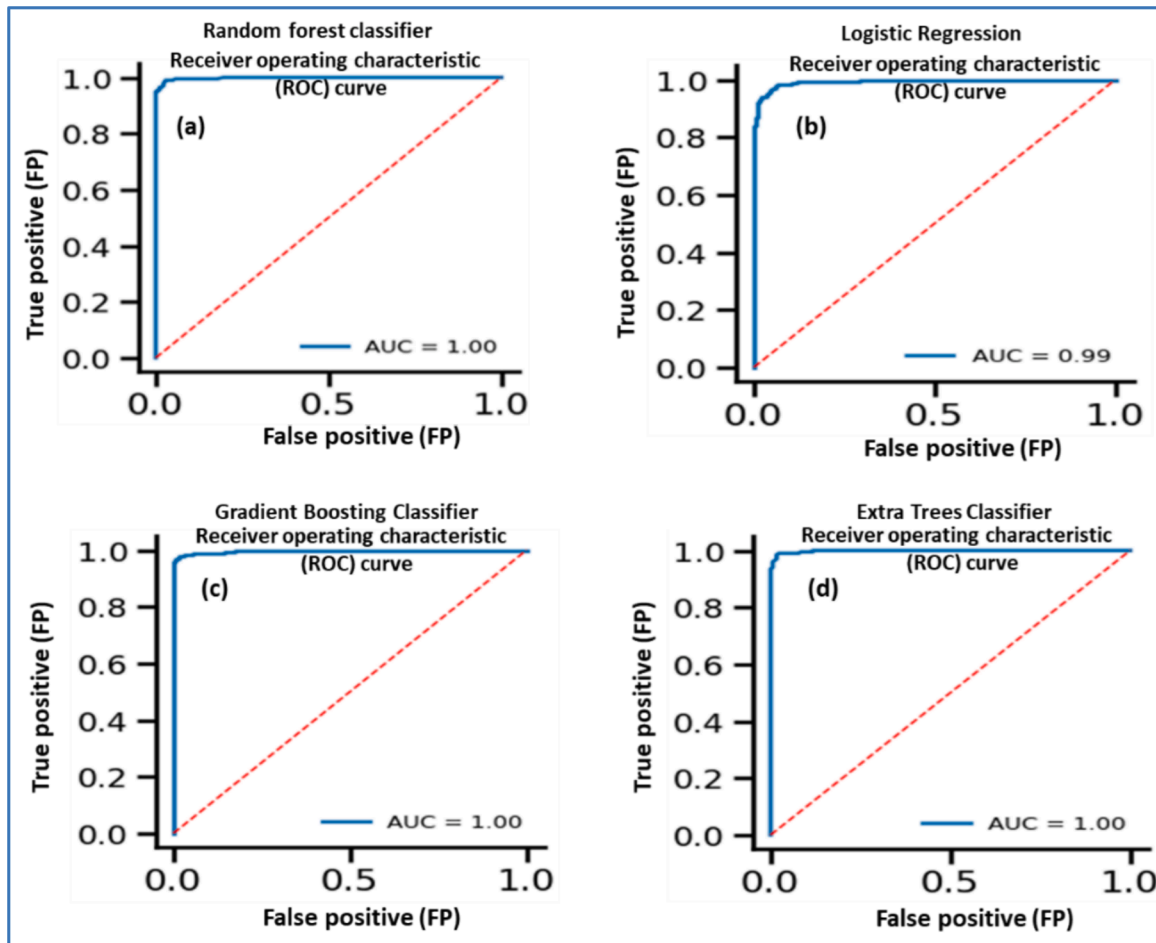 Random forest classifier
Receiver operating characteristic
(ROC) curve
(a)
True positive (FP)
1.0
0.8
0.6
0.4
0.2
0.0
AUC = 1.00
0.0 0.5 1.0
False positive (FP)
Logistic Regression
Receiver operating characteristic
(ROC) curve
(b)
True positive (FP)
1.0
0.8
0.6
0.4
0.2
0.0
AUC = 0.99
0.0 0.5 1.0
False positive (FP)
Gradient Boosting Classifier
Receiver operating characteristic
(ROC) curve
(c)
True positive (FP)
1.0
0.8
0.6
0.4
0.2
0.0
AUC = 1.00
0.0 0.5 1.0
False positive (FP)
Extra Trees Classifier
Receiver operating characteristic
(ROC) curve
(d)
True positive (FP)
1.0
0.8
0.6
0.4
0.2
0.0
AUC = 1.00
0.0 0.5 1.0
False positive (FP)